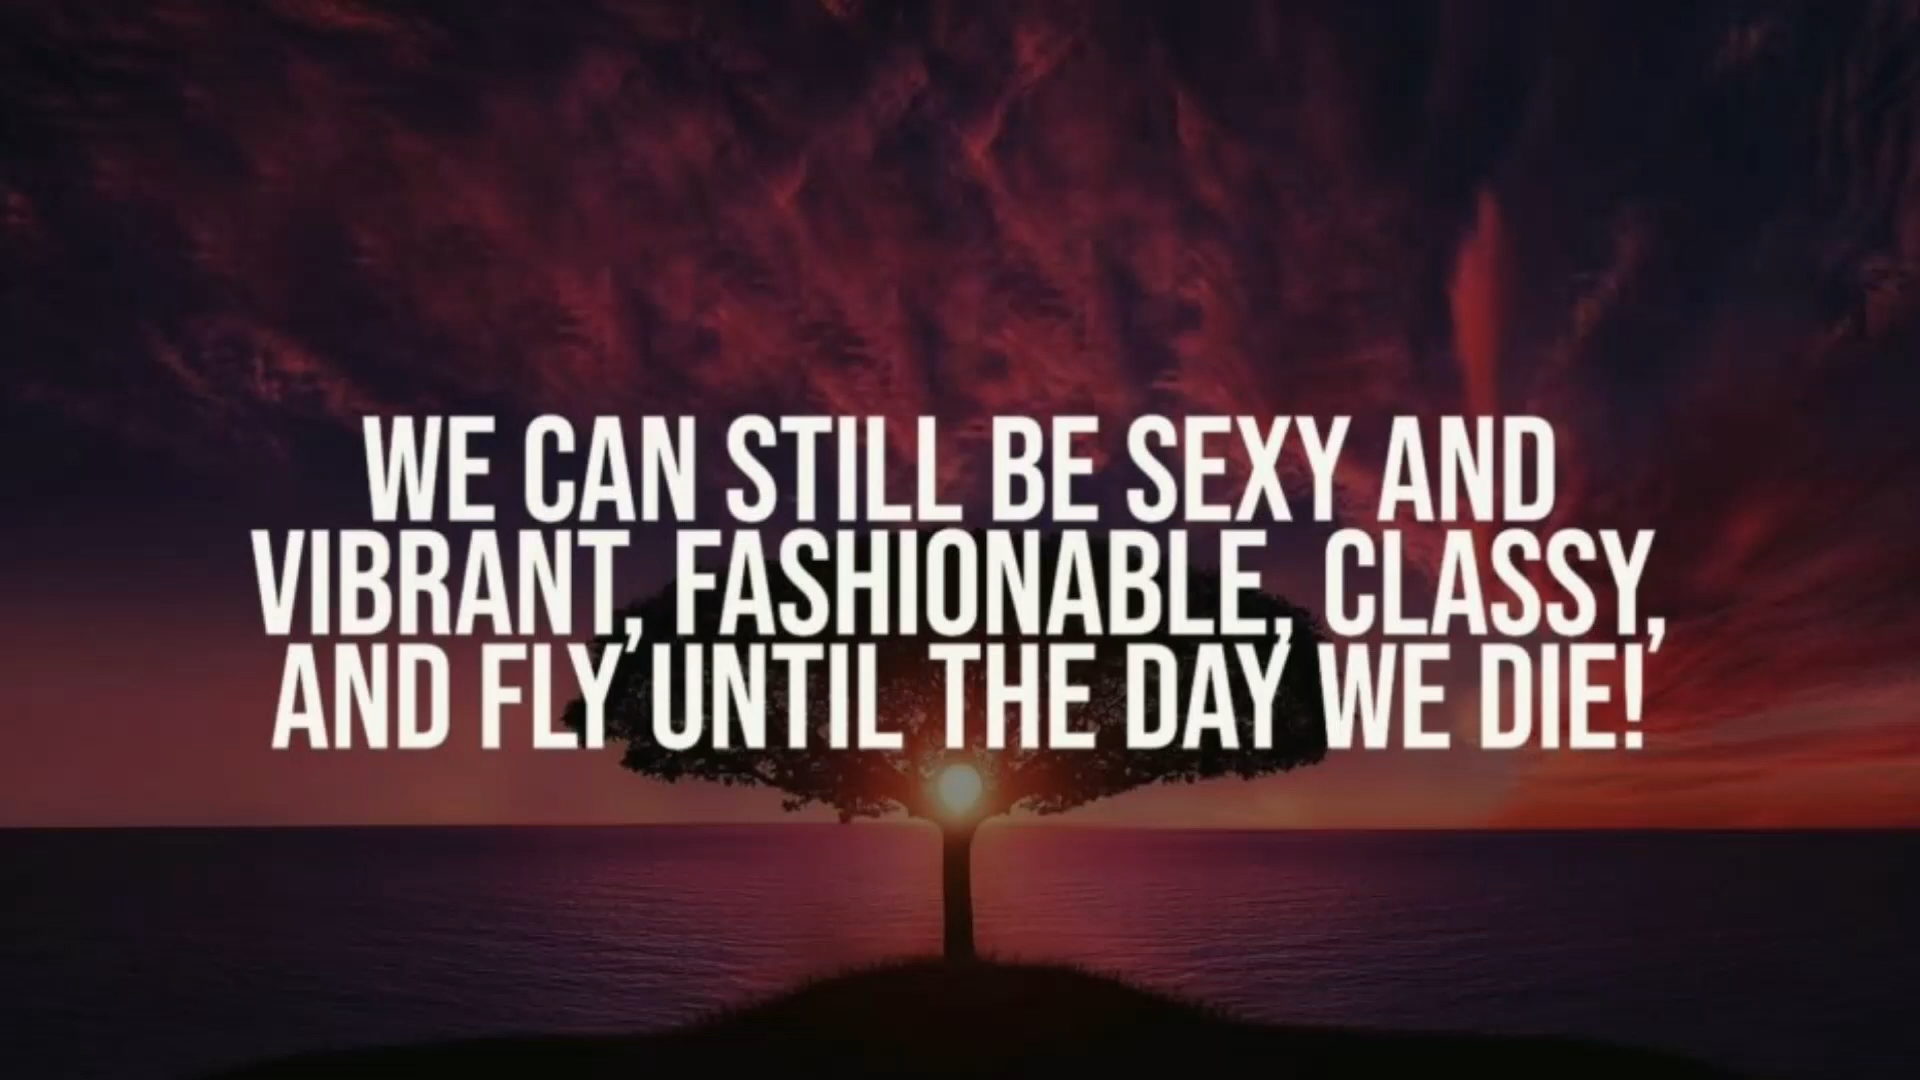 WE CAN STILL BE SEXY AND
VIBRANT, FASHIONABLE, CLASSY,
AND FLY UNTIL THE DAY WE DIE!